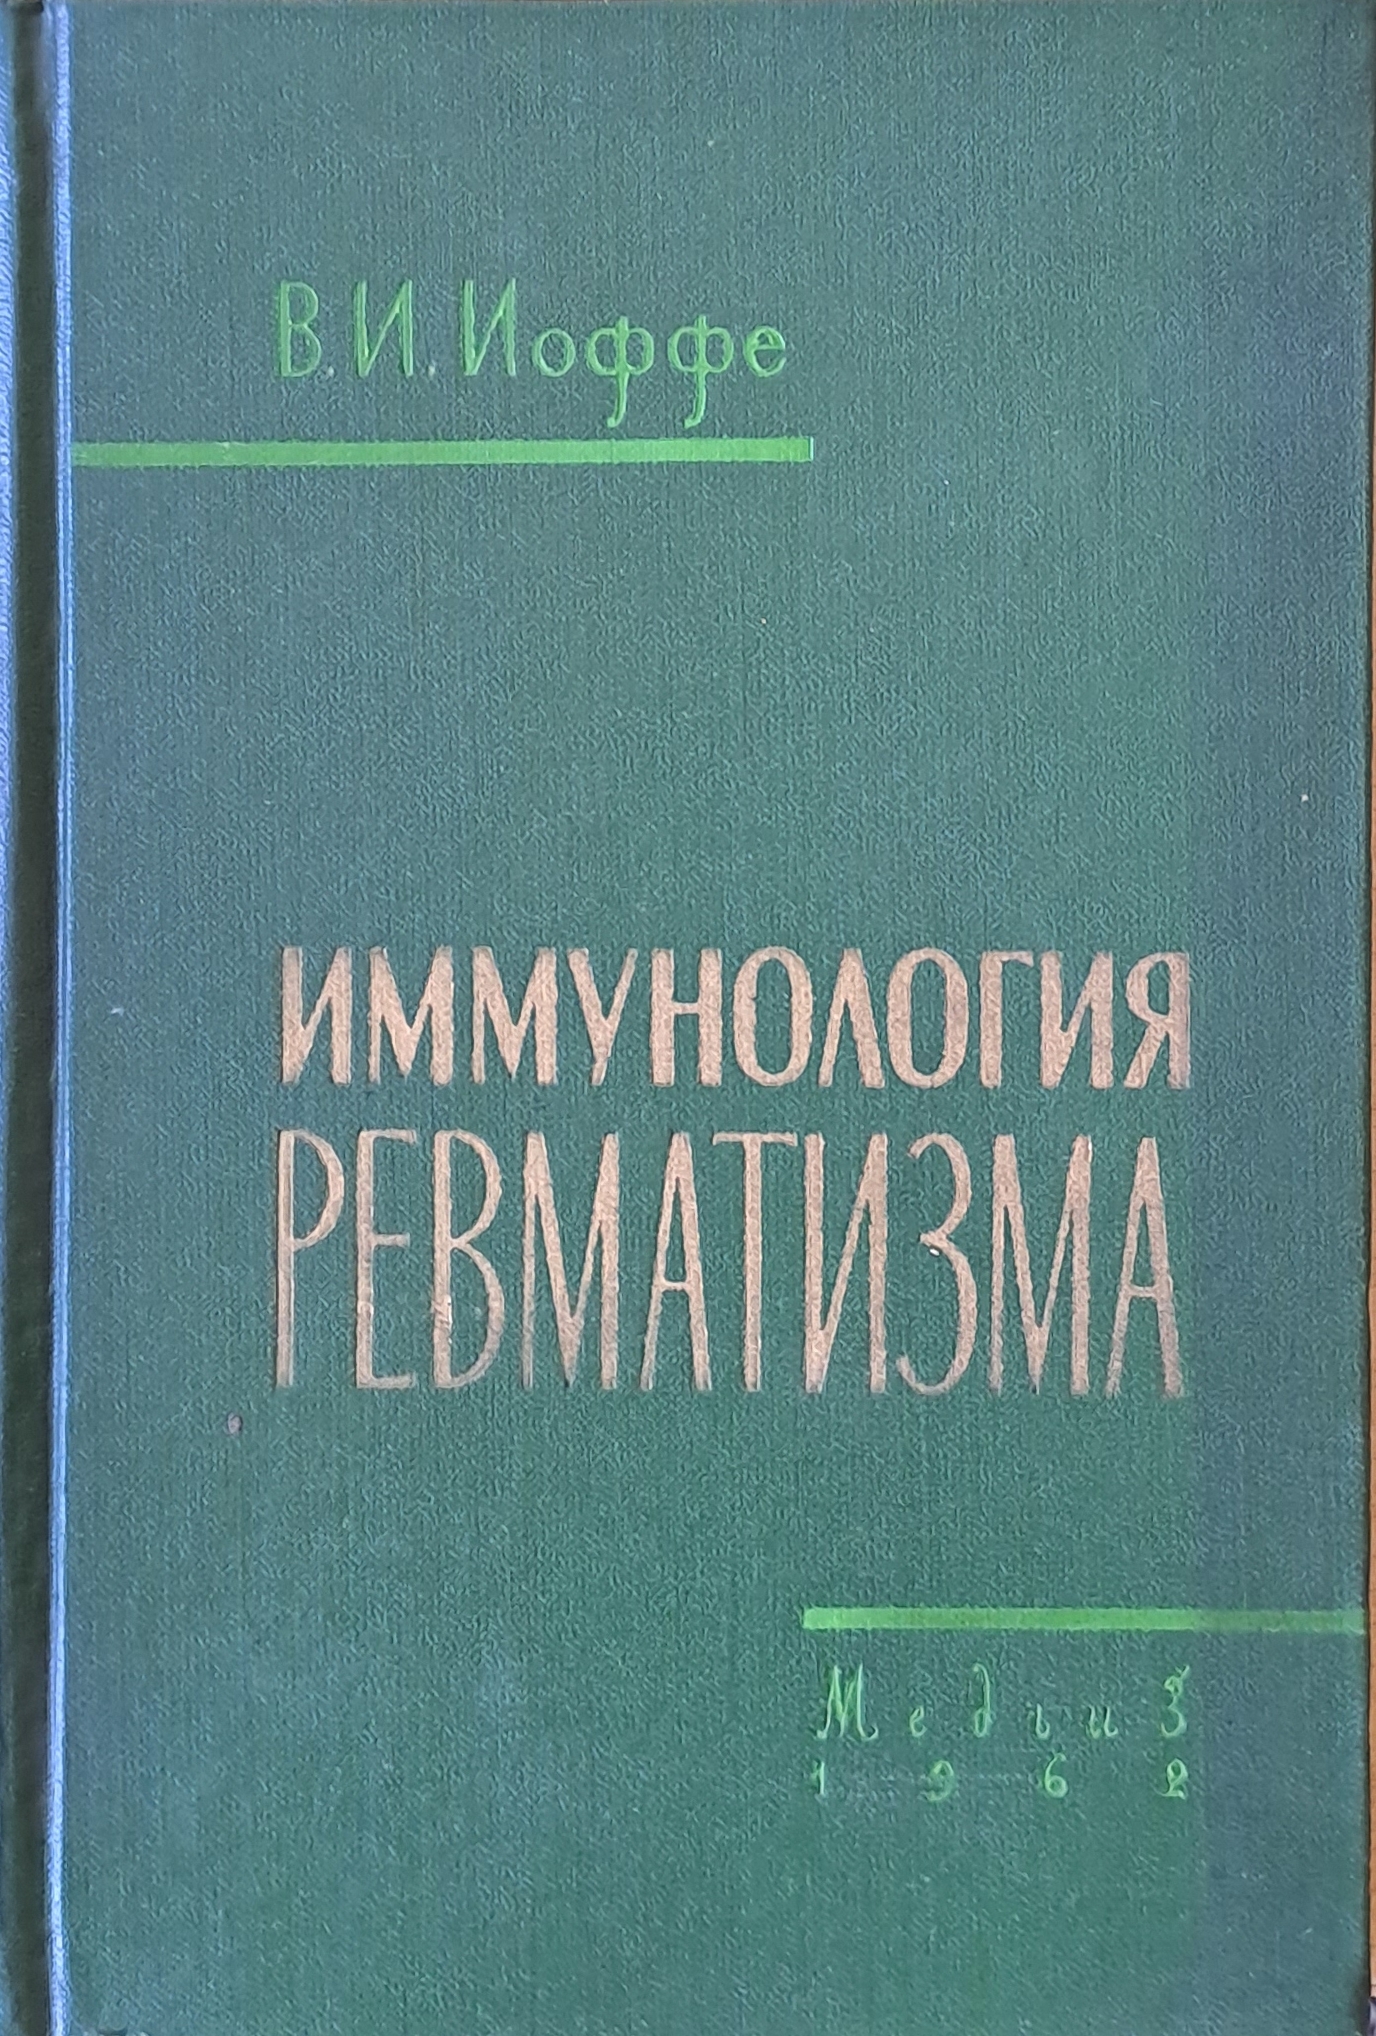 В. И. Иоффе
ИММУНОЛОГИЯ
РЕВМАТИЗМА
Медгиз
1962